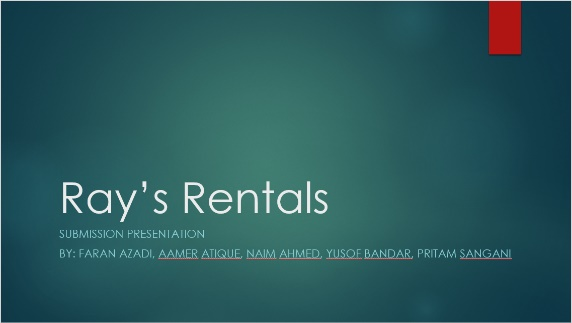 Ray's Rentals
SUBMISSION PRESENTATION
BY: FARAN AZADI, AAMER ATIQUE, NAIM AHMED, YUSOF BANDAR, PRITAM SANGANI